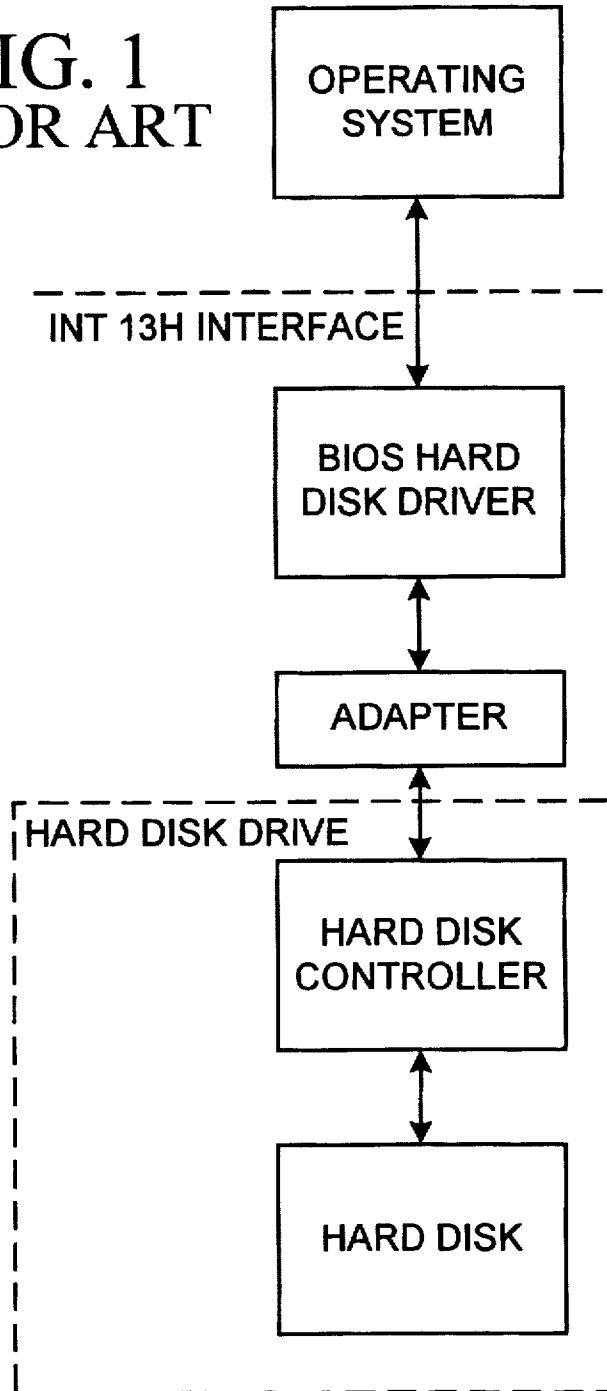 IG. 1
OR ART
OPERATING
SYSTEM
INT 13H INTERFACE
BIOS HARD
DISK DRIVER
ADAPTER
HARD DISK DRIVE
HARD DISK
CONTROLLER
HARD DISK